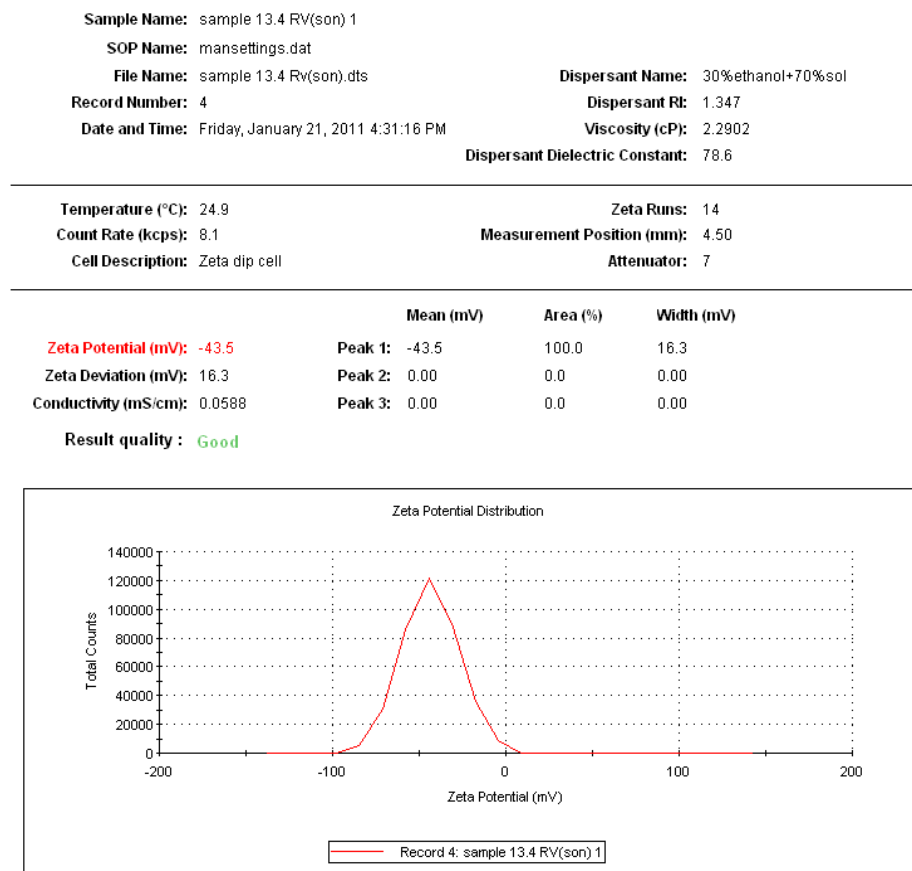 Sample Name: sample 13.4 RV(son) 1
SOP Name: mansettings.dat
File Name: sample 13.4 Rv(son).dts Dispersant Name: 30%ethanol+70%sol
Record Number: 4 Dispersant RI: 1.347
Date and Time: Friday, January 21, 2011 4:31:16 PM Viscosity (cP): 2.2902
Dispersant Dielectric Constant: 78.6
Temperature (°C): 24.9 Zeta Runs: 14
Count Rate (kcps): 8.1 Measurement Position (mm): 4.50
Cell Description: Zeta dip cell Attenuator: 7
Mean (mV) Area (%) Width (mV)
Zeta Potential (mV): -43.5 Peak 1: -43.5 100.0 16.3
Zeta Deviation (mV): 16.3 Peak 2: 0.00 0.0 0.00
Conductivity (mS/cm): 0.0588 Peak 3: 0.00 0.0 0.00
Result quality : Good
Zeta Potential Distribution
Total Counts
140000
120000
100000
80000
60000
40000
20000
0
-200 -100 0 100 200
Zeta Potential (mV)
Record 4: sample 13.4 RV(son) 1